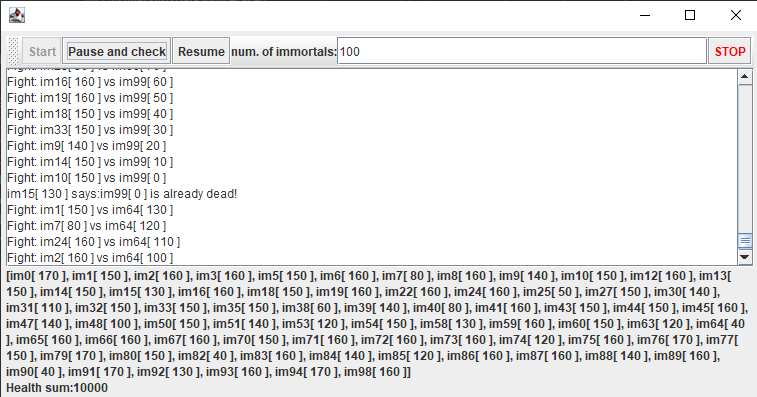 Start Pause and check Resume num. of immortals: 100 STOP
Fight: im16[ 160 ] vs im99[ 60 ]
Fight: im19[ 160 ] vs im99[ 50 ]
Fight: im18[ 150 ] vs im99[ 40 ]
Fight: im33[ 150 ] vs im99[ 30 ]
Fight: im9[ 140 ] vs im99[ 20 ]
Fight: im14[ 150 ] vs im99[ 10 ]
Fight: im10[ 150 ] vs im99[ 0 ]
im15[ 130 ] says:im99[ 0 ] is already dead!
Fight: im1[ 150 ] vs im64[ 130 ]
Fight: im7[ 80 ] vs im64[ 120 ]
Fight: im24[ 160 ] vs im64[ 110 ]
Fight: im2[ 160 ] vs im64[ 100 ]
[im0[ 170 ], im1[ 150 ], im2[ 160 ], im3[ 160 ], im5[ 150 ], im6[ 160 ], im7[ 80 ], im8[ 160 ], im9[ 140 ], im10[ 150 ], im12[ 160 ], im13[
150 ], im14[ 150 ], im15[ 130 ], im16[ 160 ], im18[ 150 ], im19[ 160 ], im22[ 160 ], im24[ 160 ], im25[ 50 ], im27[ 150 ], im30[ 140 ],
im31[ 110 ], im32[ 150 ], im33[ 150 ], im35[ 150 ], im38[ 60 ], im39[ 140 ], im40[ 80 ], im41[ 160 ], im43[ 150 ], im44[ 150 ], im45[ 160
], im47[ 140 ], im48[ 100 ], im50[ 150 ], im51[ 140 ], im53[ 120 ], im54[ 150 ], im58[ 130 ], im59[ 160 ], im60[ 150 ], im63[ 120 ], im64[ 40
], im65[ 160 ], im66[ 160 ], im67[ 160 ], im70[ 150 ], im71[ 160 ], im72[ 160 ], im73[ 160 ], im74[ 120 ], im75[ 160 ], im76[ 170 ], im77[
150 ], im79[ 170 ], im80[ 150 ], im82[ 40 ], im83[ 160 ], im84[ 140 ], im85[ 120 ], im86[ 160 ], im87[ 160 ], im88[ 140 ], im89[ 160 ],
im90[ 40 ], im91[ 170 ], im92[ 130 ], im93[ 160 ], im94[ 170 ], im98[ 160 ]]
Health sum:10000